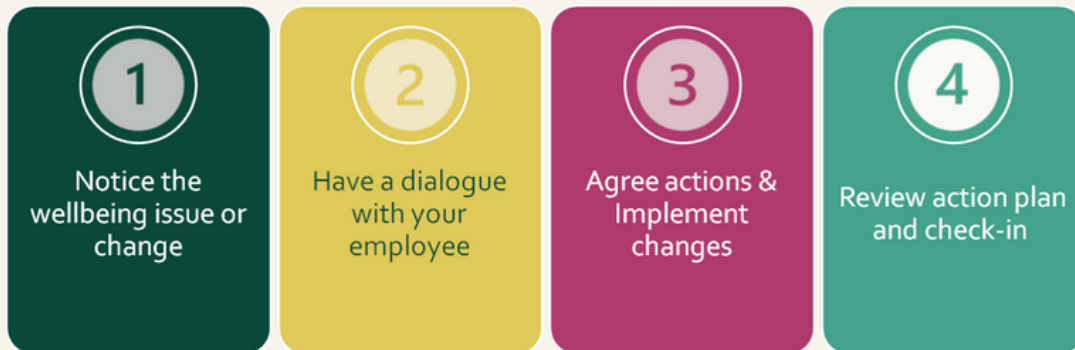 1
Notice the
wellbeing issue or
change
2
Have a dialogue
with your
employee
3
Agree actions &
Implement
changes
4
Review action plan
and check-in